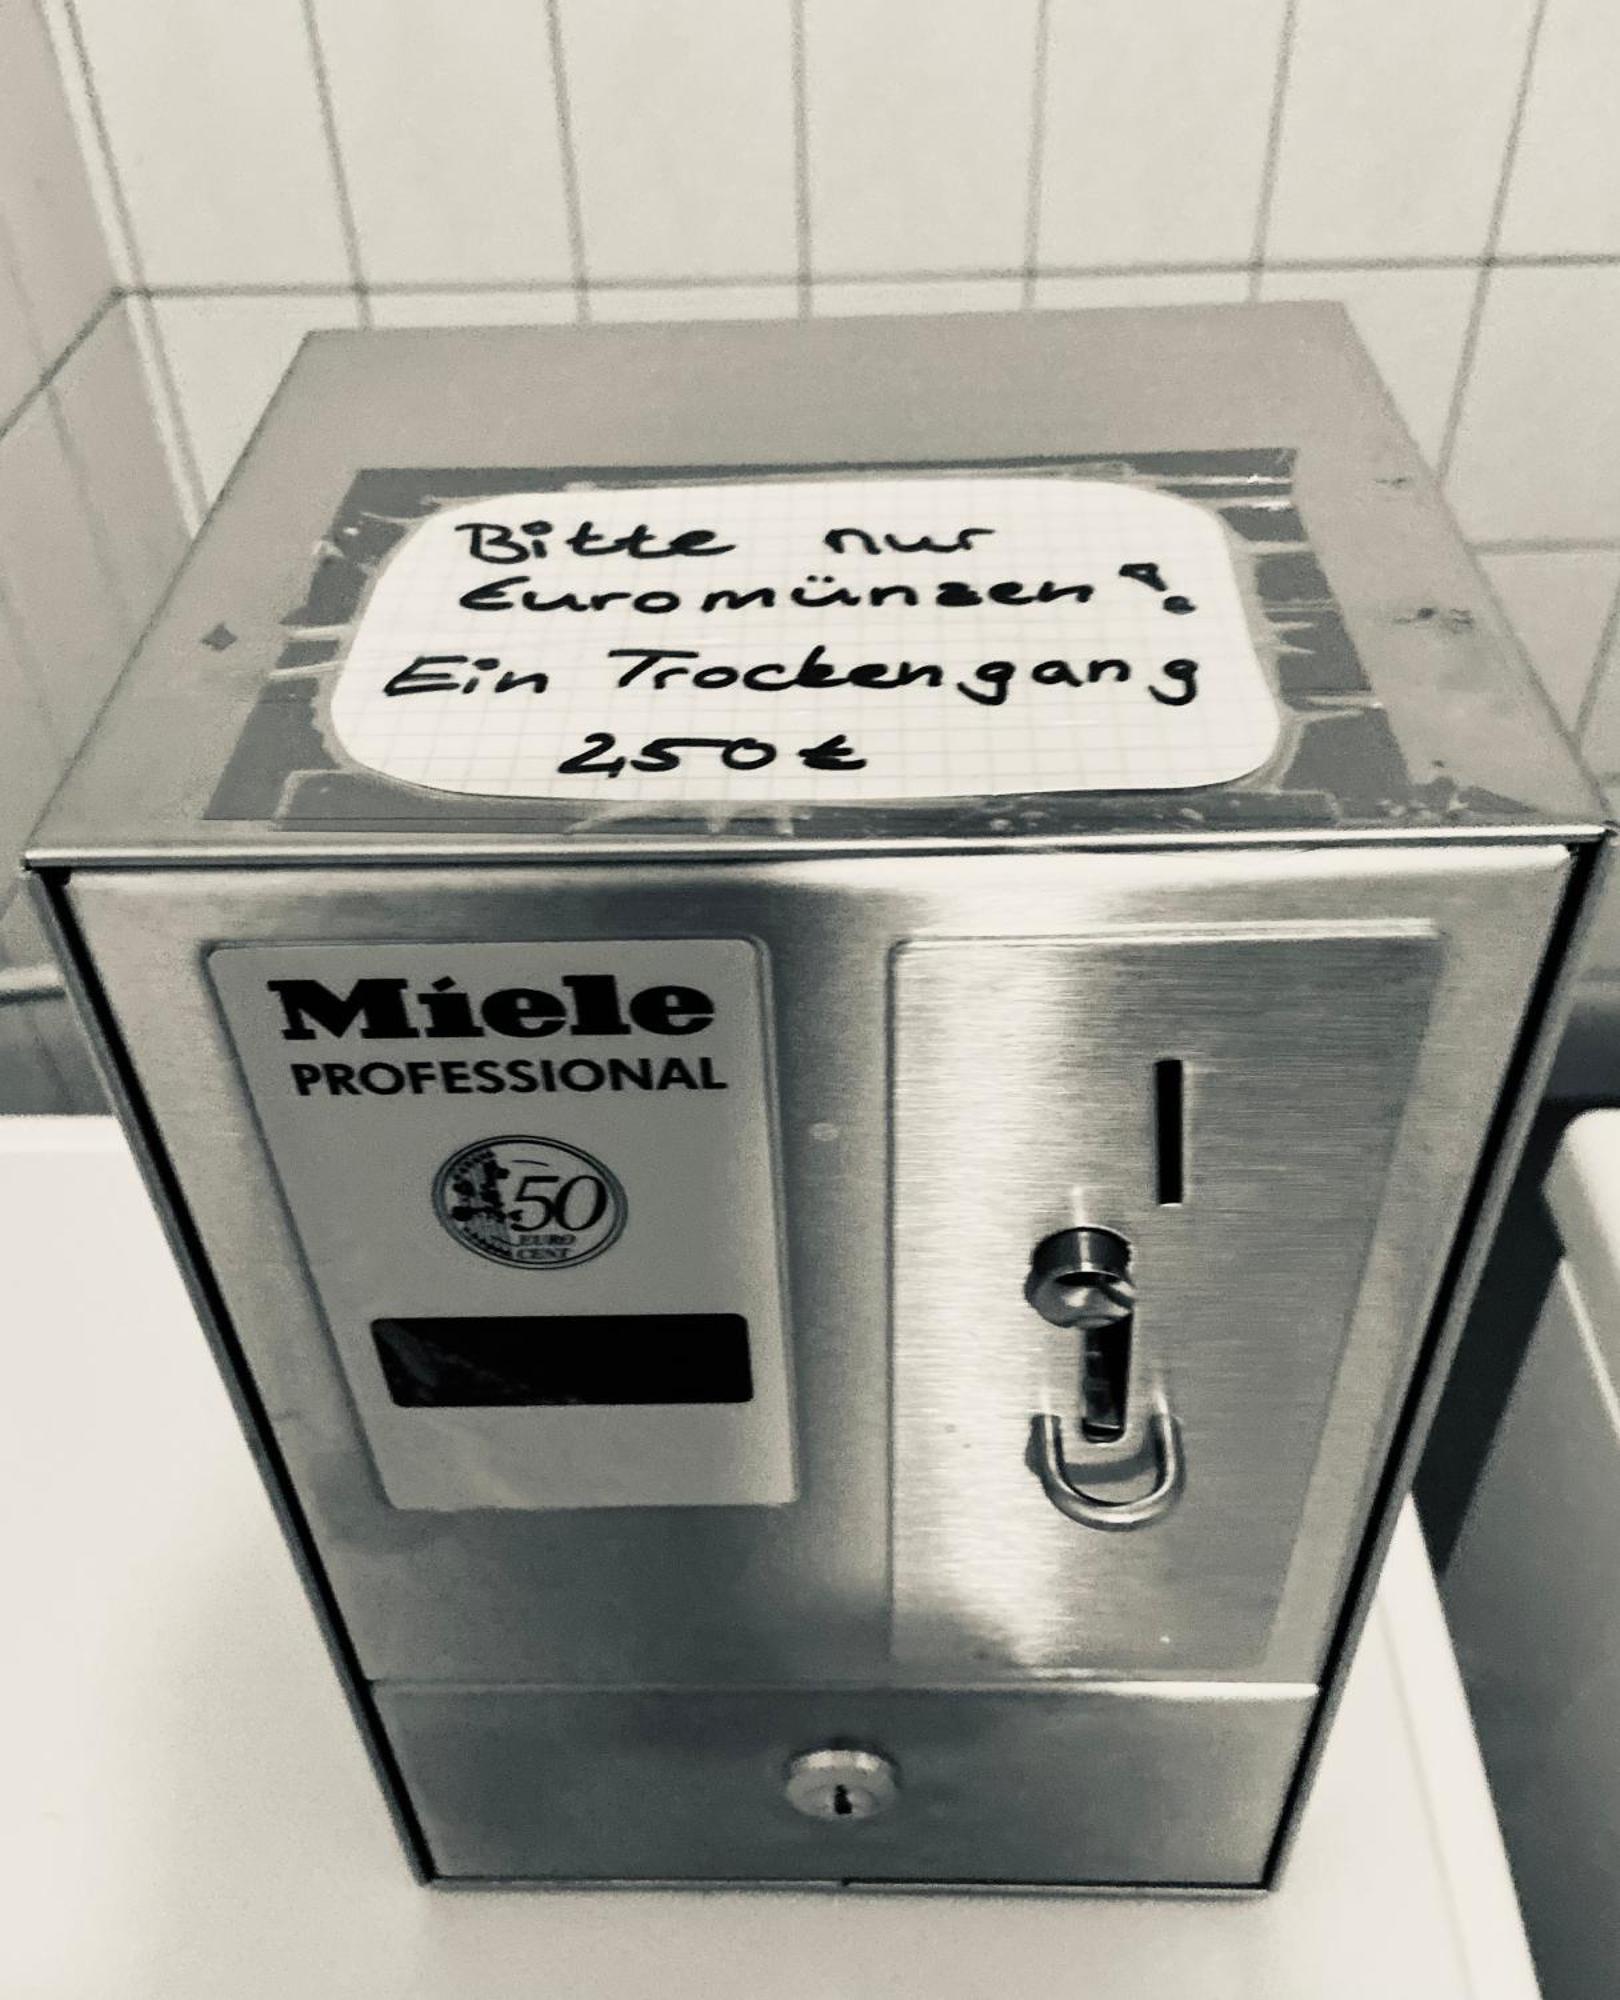 Bitte nur
Euromünzen!
Ein Trockengang
2,50€
Miele
PROFESSIONAL
50
EURO
CENT